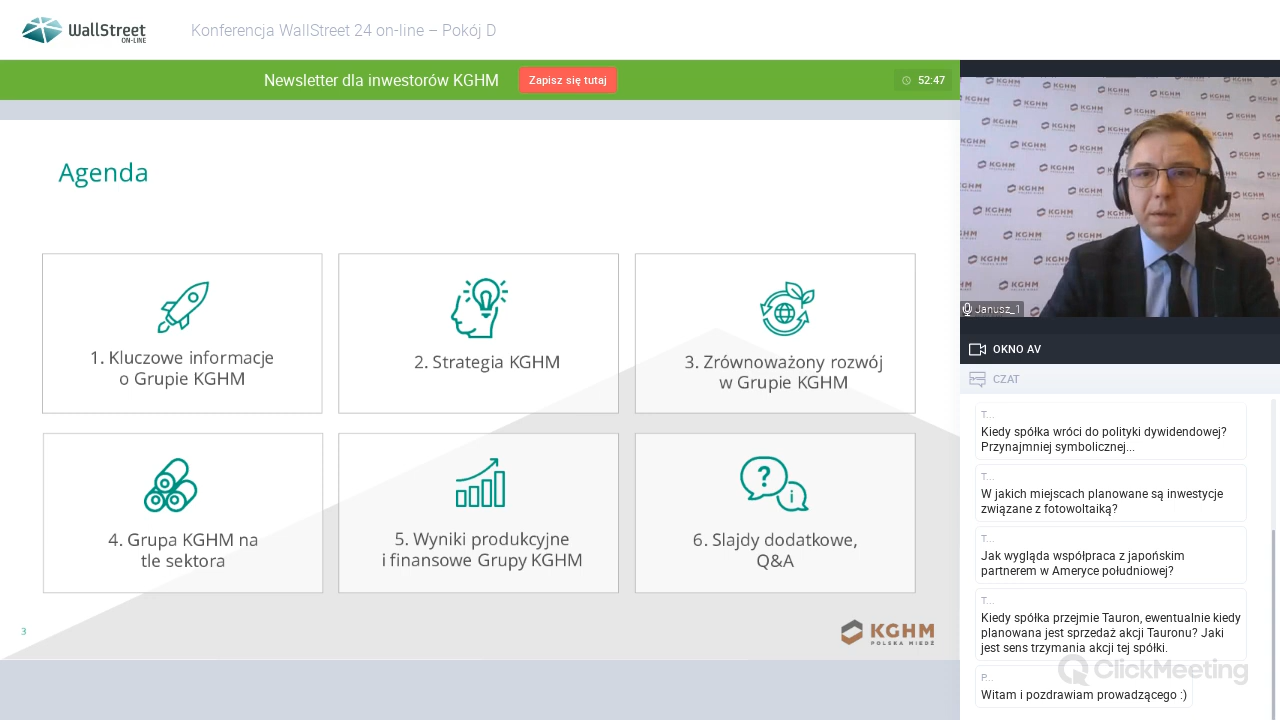 WallStreet
ON-LINE
Konferencja WallStreet 24 on-line – Pokój D
Newsletter dla inwestorów KGHM
Zapisz się tutaj
52:47
Agenda
1. Kluczowe informacje
o Grupie KGHM
2. Strategia KGHM
3. Zrównoważony rozwój
w Grupie KGHM
4. Grupa KGHM na
tle sektora
5. Wyniki produkcyjne
i finansowe Grupy KGHM
6. Slajdy dodatkowe,
Q&A
3
KGHM
POLSKA MIEDŹ
Janusz_1
OKNO AV
CZAT
T...
Kiedy spółka wróci do polityki dywidendowej?
Przynajmniej symbolicznej...
T...
W jakich miejscach planowane są inwestycje
związane z fotowoltaiką?
T...
Jak wygląda współpraca z japońskim
partnerem w Ameryce południowej?
T...
Kiedy spółka przejmie Tauron, ewentualnie kiedy
planowana jest sprzedaż akcji Tauronu? Jaki
jest sens trzymania akcji tej spółki.
P...
Witam i pozdrawiam prowadzącego :)
ClickMeeting